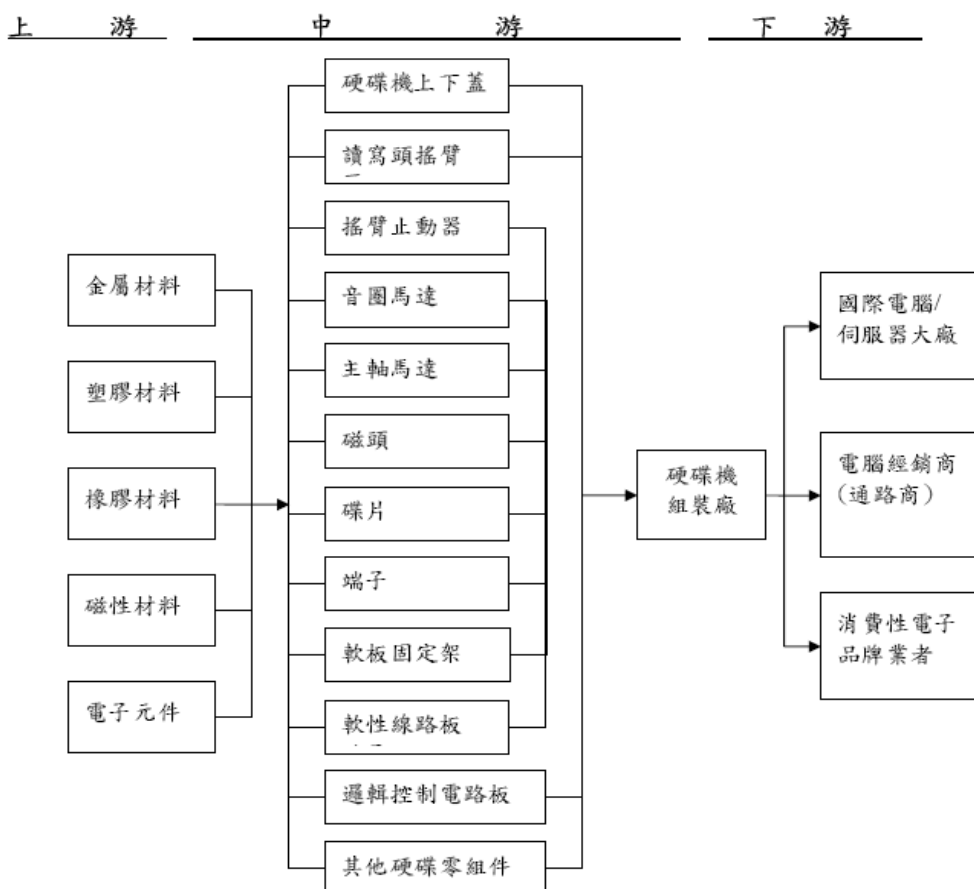 上 游
中 游
下 游
金屬材料
塑膠材料
橡膠材料
磁性材料
電子元件
硬碟機上下蓋
讀寫頭搖臂
搖臂止動器
音圈馬達
主軸馬達
磁頭
碟片
端子
軟板固定架
軟性線路板
邏輯控制電路板
其他硬碟零組件
硬碟機
組裝廠
國際電腦/
伺服器大廠
電腦經銷商
(通路商)
消費性電子
品牌業者